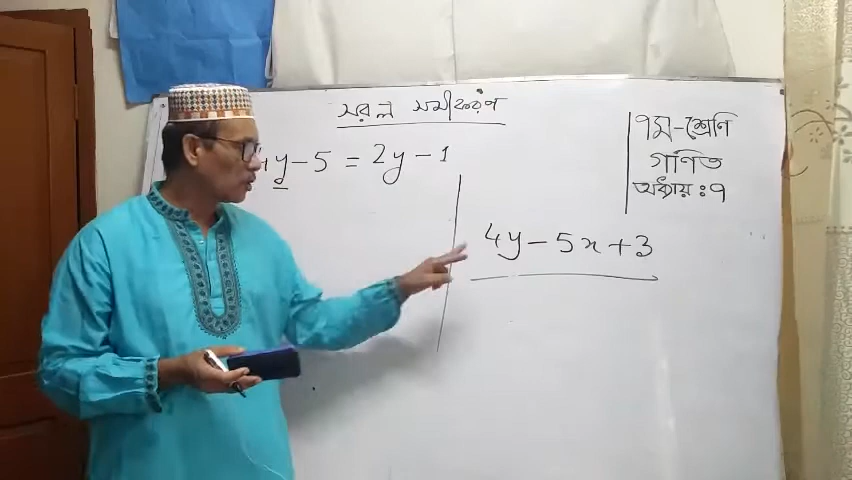 সরল সমীকরণ
4y-5 = 2y-1
4y-5x+3
৭ম-শ্রেণি
গণিত
অধ্যায়:৭